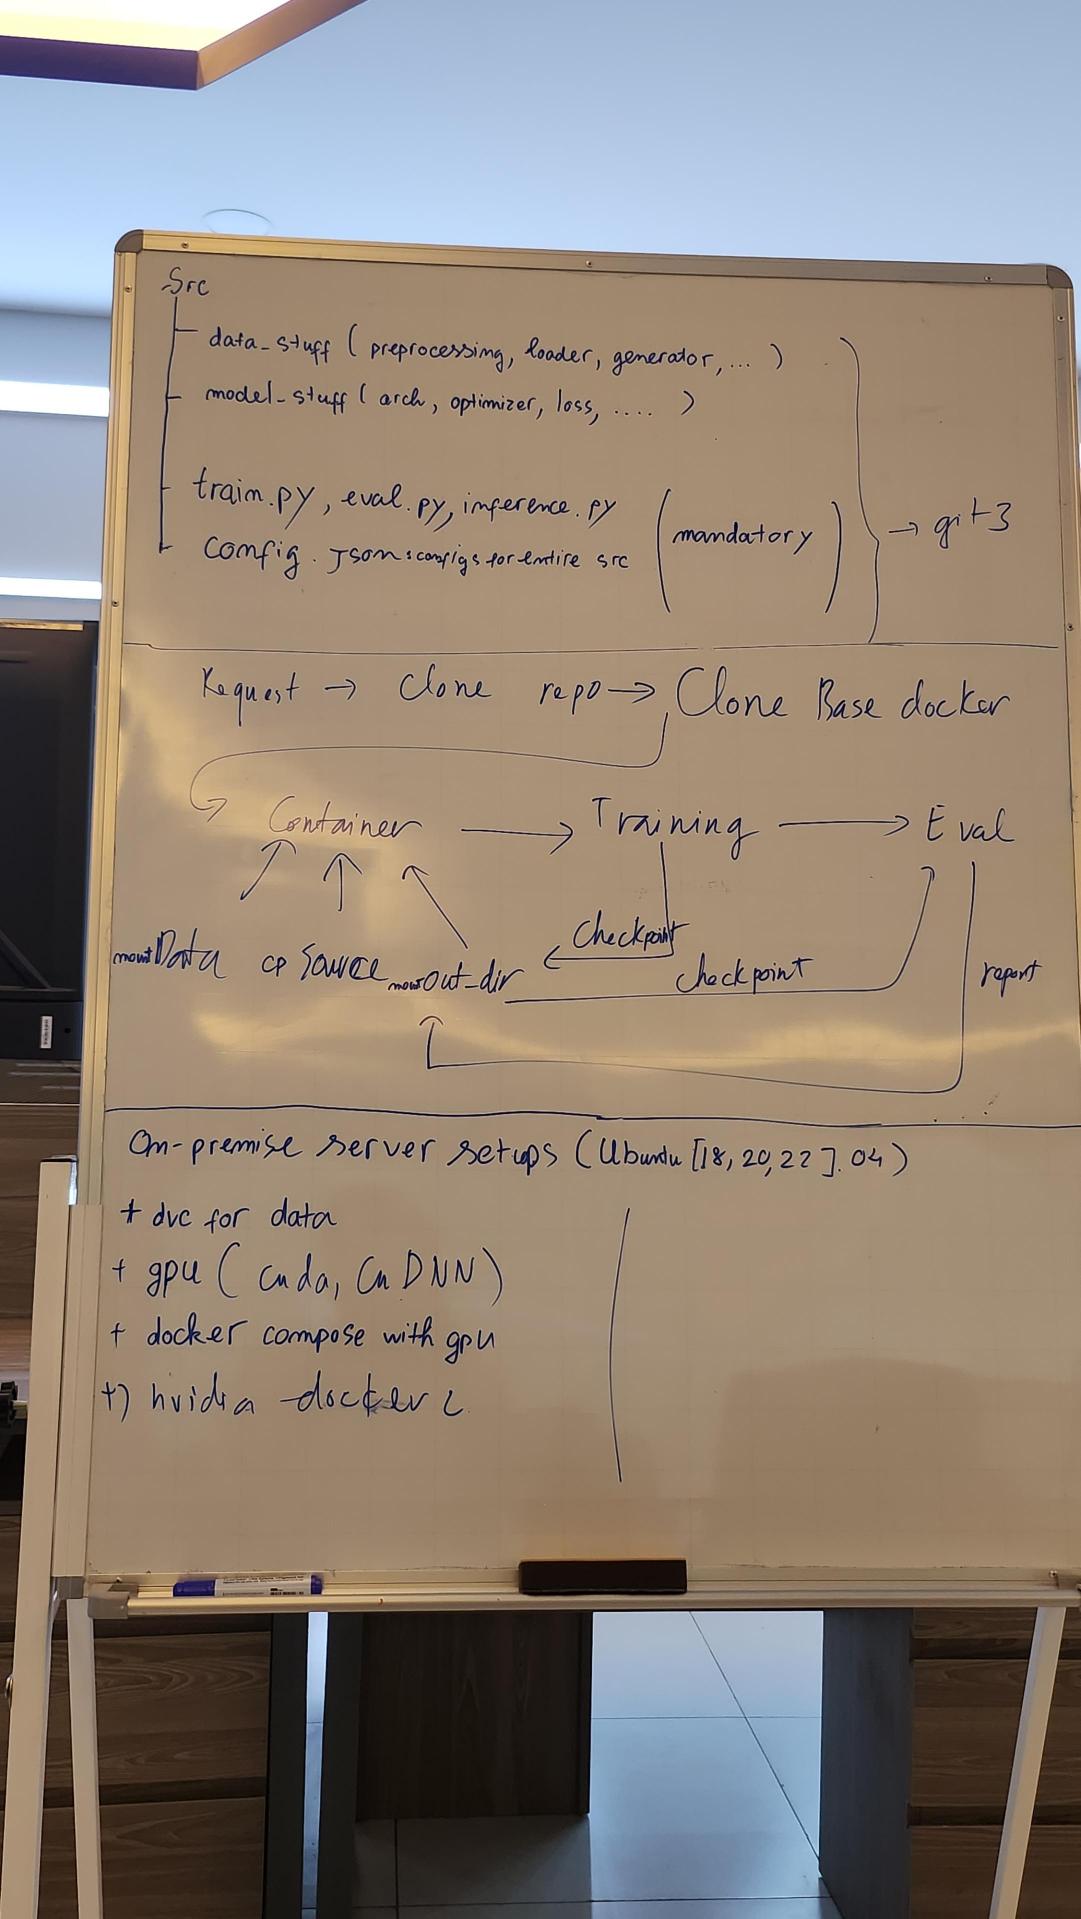 Src
data_stuff ( preprocessing, loader, generator, ... )
model_stuff ( arch, optimizer, loss, .... )
train.py, eval.py, inference.py
config. Json : configs for entire src
( mandatory )
→ git3
Request → Clone repo → Clone Base docker
Container → Training → Eval
mount Data cp Source mount out_dir
checkpoint
checkpoint
report
On-premise server setups (Ubuntu [18, 20, 22]. 04)
+ dvc for data
+ gpu ( Cuda, CuDNN )
+ docker compose with gpu
+) nvidia-docker 2